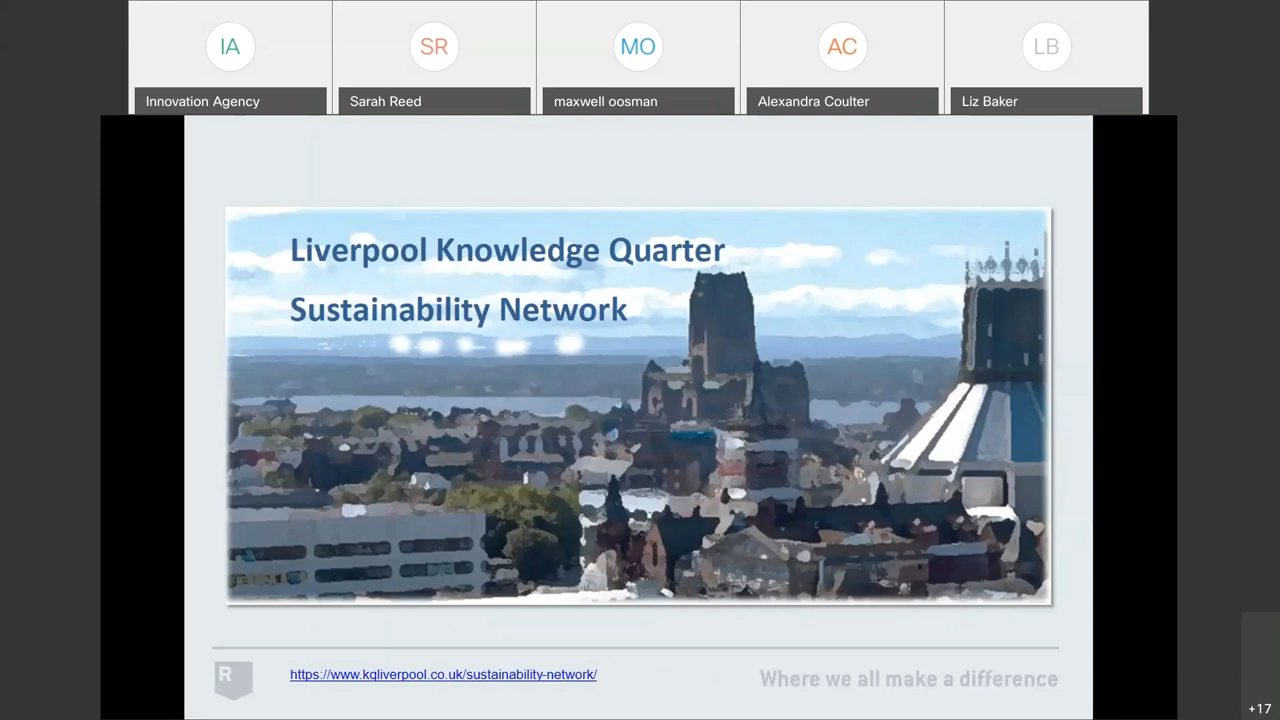 IA
SR
MO
AC
LB
Innovation Agency
Sarah Reed
maxwell oosman
Alexandra Coulter
Liz Baker
Liverpool Knowledge Quarter
Sustainability Network
R
https://www.kqliverpool.co.uk/sustainability-network/
Where we all make a difference
+17